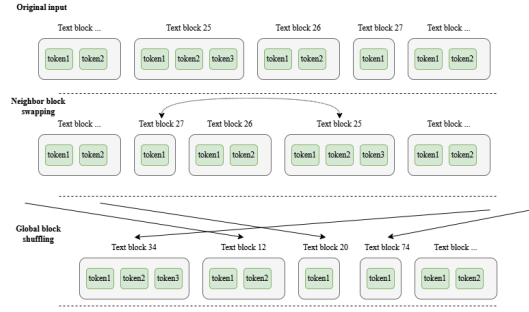 Original input
Text block ... Text block 25 Text block 26 Text block 27 Text block ...
token1 token2 token1 token2 token3 token1 token2 token1 token1 token2
Neighbor block
swapping
Text block ... Text block 27 Text block 26 Text block 25 Text block ...
token1 token2 token1 token1 token2 token1 token2 token3 token1 token2
Global block
shuffling
Text block 34 Text block 12 Text block 20 Text block 74 Text block ...
token1 token2 token3 token1 token2 token1 token1 token1 token2